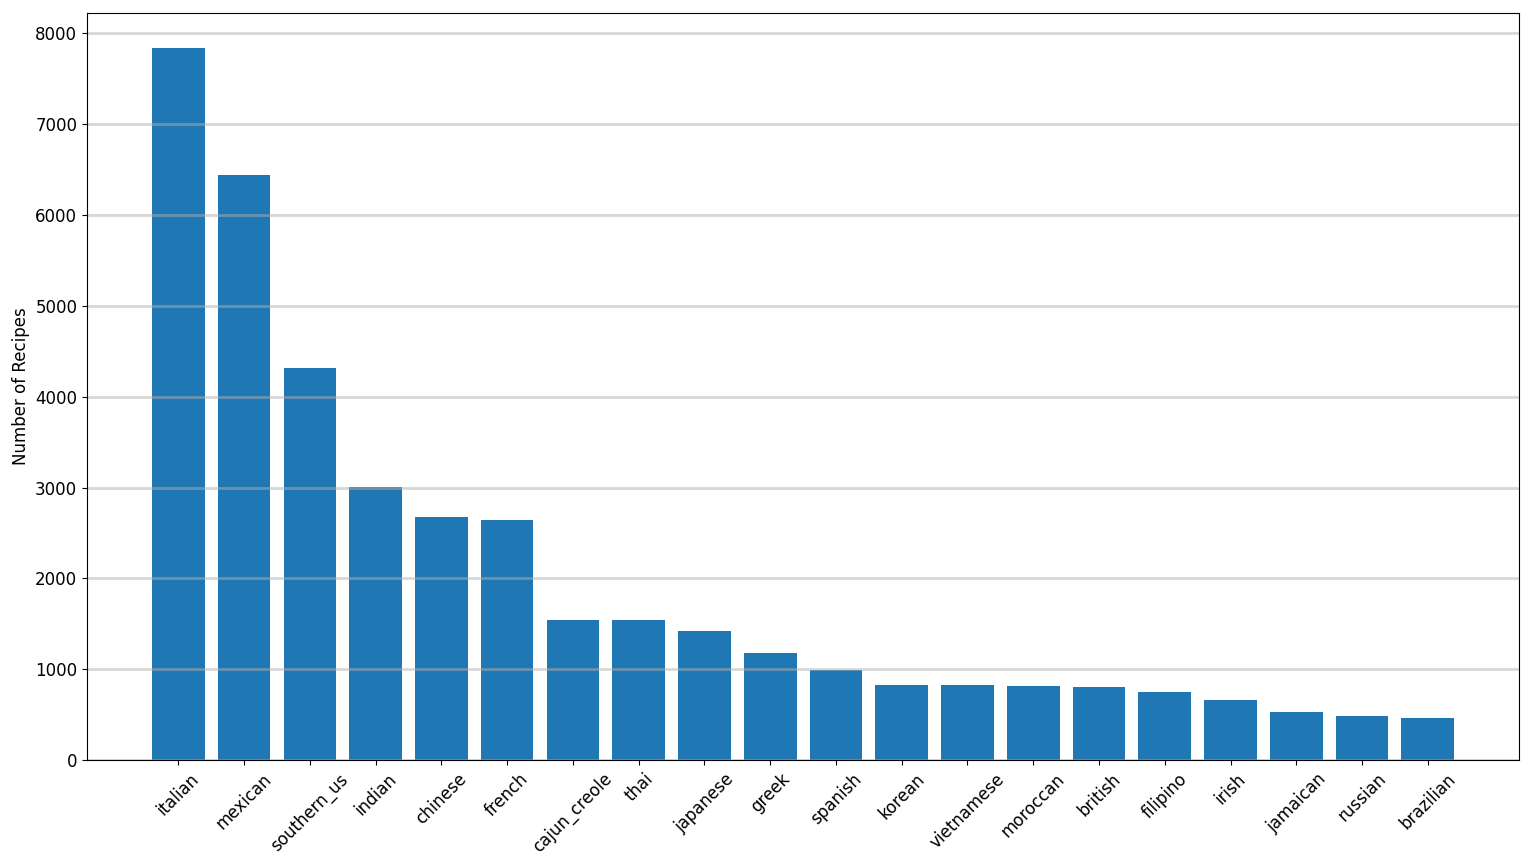 8000
7000
6000
5000
4000
3000
2000
1000
0
Number of Recipes
italian
mexican
southern_us
indian
chinese
french
cajun_creole
thai
japanese
greek
spanish
korean
vietnamese
moroccan
british
filipino
irish
jamaican
russian
brazilian